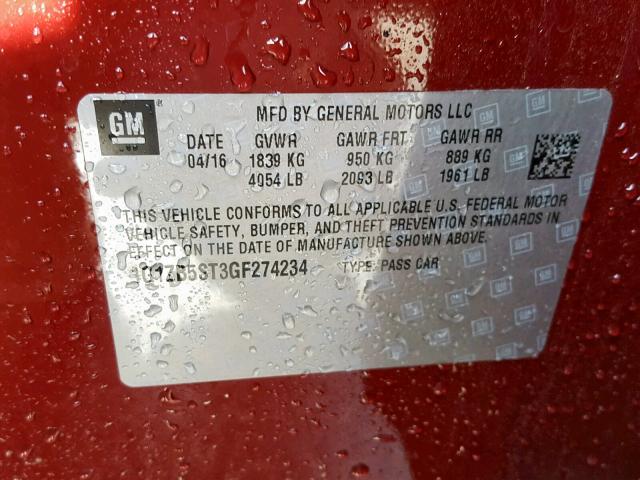 GM
MFD BY GENERAL MOTORS LLC
DATE GVWR GAWR FRT GAWR RR
04/16 1839 KG 950 KG 889 KG
4054 LB 2093 LB 1961 LB
THIS VEHICLE CONFORMS TO ALL APPLICABLE U.S. FEDERAL MOTOR
VEHICLE SAFETY, BUMPER, AND THEFT PREVENTION STANDARDS IN
EFFECT ON THE DATE OF MANUFACTURE SHOWN ABOVE.
1G1ZB5ST3GF274234 TYPE: PASS CAR